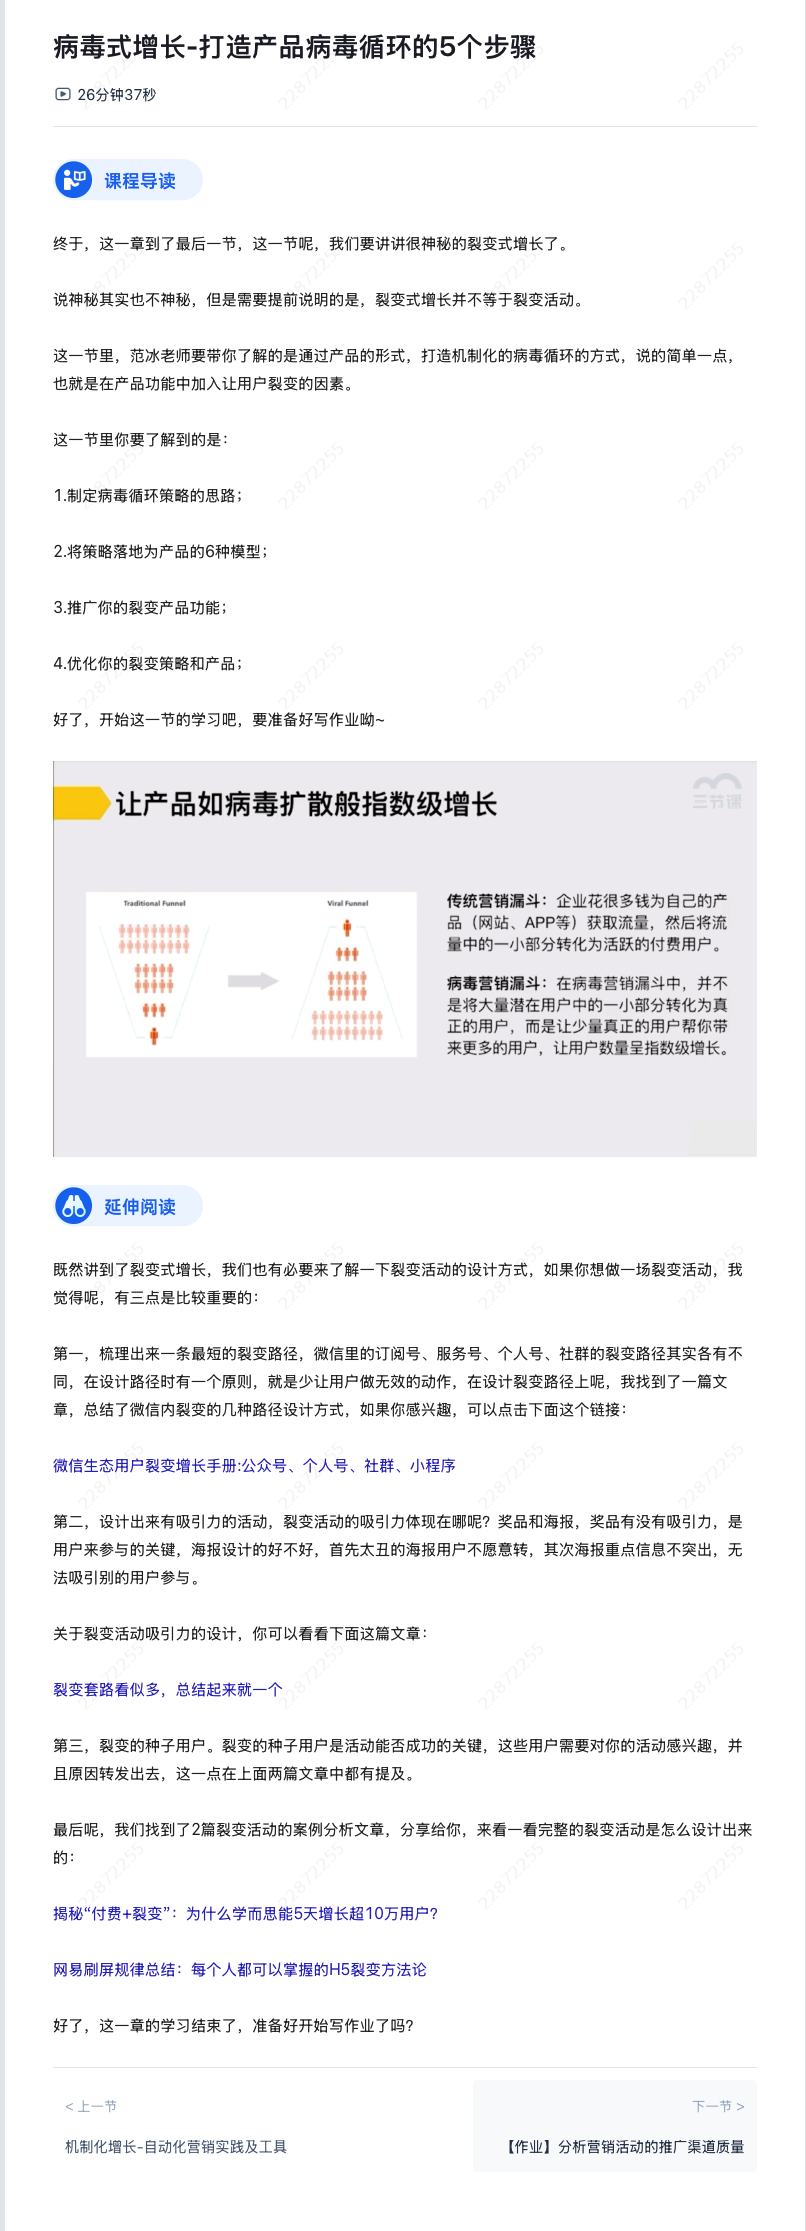 病毒式增长-打造产品病毒循环的5个步骤
26分钟37秒
课程导读
终于，这一章到了最后一节，这一节呢，我们要讲讲很神秘的裂变式增长了。
说神秘其实也不神秘，但是需要提前说明的是，裂变式增长并不等于裂变活动。
这一节里，范冰老师要带你了解的是通过产品的形式，打造机制化的病毒循环的方式，说的简单一点，
也就是在产品功能中加入让用户裂变的因素。
这一节里你要了解到的是：
1.制定病毒循环策略的思路；
2.将策略落地为产品的6种模型；
3.推广你的裂变产品功能；
4.优化你的裂变策略和产品；
好了，开始这一节的学习吧，要准备好写作业呦~
让产品如病毒扩散般指数级增长
三节课
Traditional Funnel
Viral Funnel
传统营销漏斗：企业花很多钱为自己的产
品（网站、APP等）获取流量，然后将流
量中的一小部分转化为活跃的付费用户。
病毒营销漏斗：在病毒营销漏斗中，并不
是将大量潜在用户中的一小部分转化为真
正的用户，而是让少量真正的用户帮你带
来更多的用户，让用户数量呈指数级增长。
延伸阅读
既然讲到了裂变式增长，我们也有必要来了解一下裂变活动的设计方式，如果你想做一场裂变活动，我
觉得呢，有三点是比较重要的：
第一，梳理出来一条最短的裂变路径，微信里的订阅号、服务号、个人号、社群的裂变路径其实各有不
同，在设计路径时有一个原则，就是少让用户做无效的动作，在设计裂变路径上呢，我找到了一篇文
章，总结了微信内裂变的几种路径设计方式，如果你感兴趣，可以点击下面这个链接：
微信生态用户裂变增长手册:公众号、个人号、社群、小程序
第二，设计出来有吸引力的活动，裂变活动的吸引力体现在哪呢？奖品和海报，奖品有没有吸引力，是
用户来参与的关键，海报设计的好不好，首先太丑的海报用户不愿意转，其次海报重点信息不突出，无
法吸引别的用户参与。
关于裂变活动吸引力的设计，你可以看看下面这篇文章：
裂变套路看似多，总结起来就一个
第三，裂变的种子用户。裂变的种子用户是活动能否成功的关键，这些用户需要对你的活动感兴趣，并
且原因转发出去，这一点在上面两篇文章中都有提及。
最后呢，我们找到了2篇裂变活动的案例分析文章，分享给你，来看一看完整的裂变活动是怎么设计出来
的：
揭秘“付费+裂变”：为什么学而思能5天增长超10万用户?
网易刷屏规律总结：每个人都可以掌握的H5裂变方法论
好了，这一章的学习结束了，准备好开始写作业了吗?
< 上一节
下一节 >
机制化增长-自动化营销实践及工具
【作业】分析营销活动的推广渠道质量
22872255